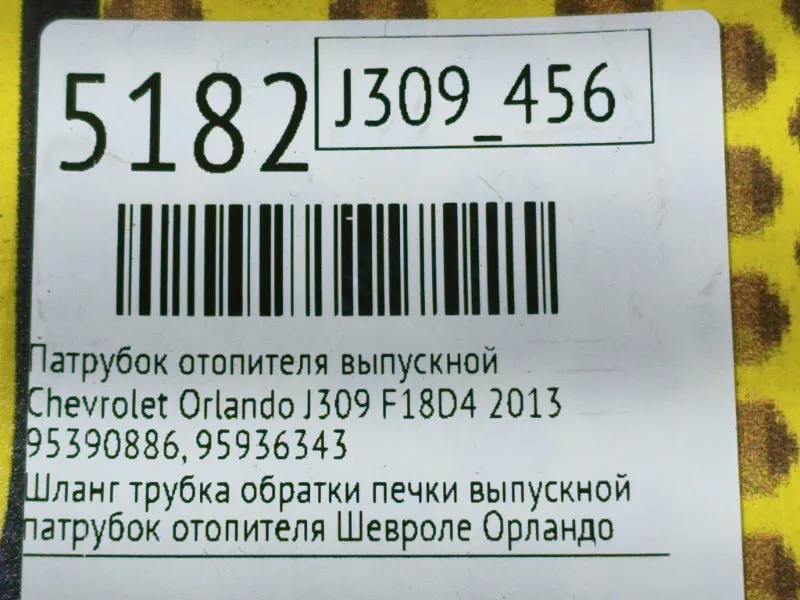 5182
J309_456
Патрубок отопителя выпускной
Chevrolet Orlando J309 F18D4 2013
95390886, 95936343
Шланг трубка обратки печки выпускной
патрубок отопителя Шевроле Орландо